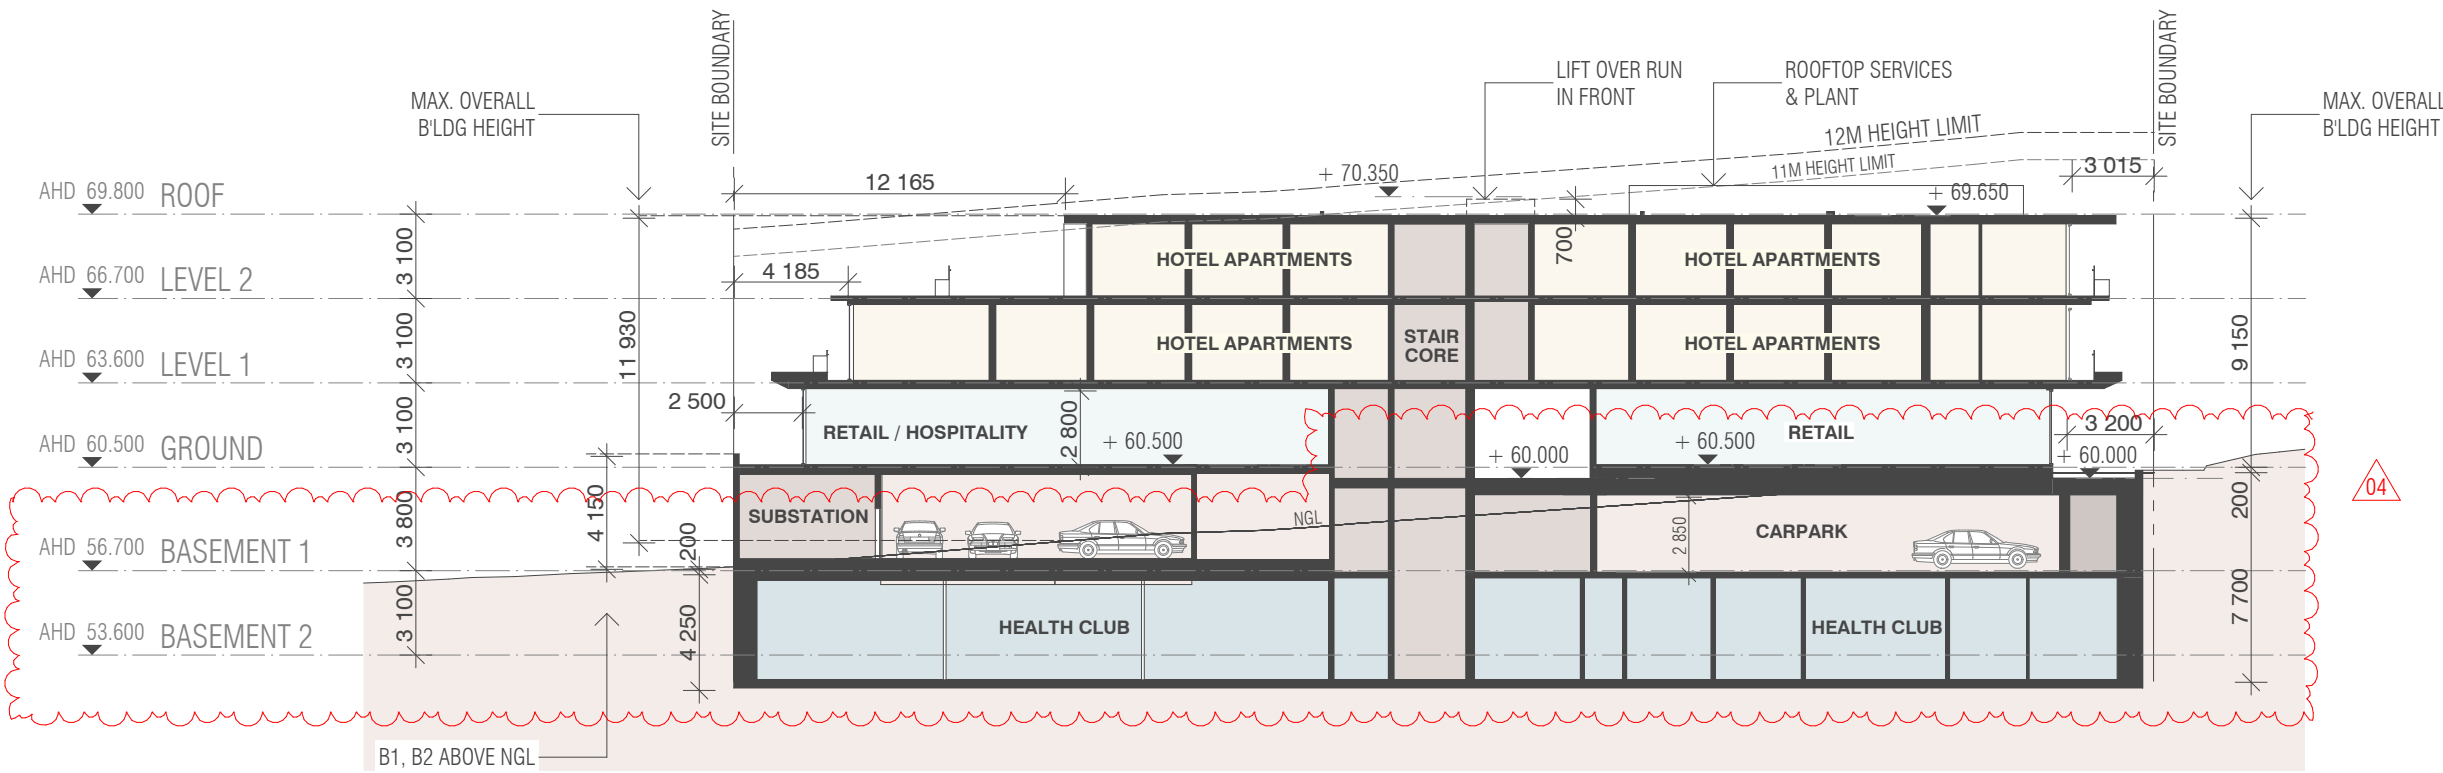 SITE BOUNDARY
SITE BOUNDARY
MAX. OVERALL
B'LDG HEIGHT
LIFT OVER RUN
IN FRONT
ROOFTOP SERVICES
& PLANT
MAX. OVERALL
B'LDG HEIGHT
12M HEIGHT LIMIT
11M HEIGHT LIMIT
3 015
12 165
+ 70.350
+ 69.650
AHD 69.800 ROOF
3 100
700
HOTEL APARTMENTS
HOTEL APARTMENTS
4 185
AHD 66.700 LEVEL 2
3 100
11 930
HOTEL APARTMENTS
STAIR
CORE
HOTEL APARTMENTS
9 150
AHD 63.600 LEVEL 1
3 100
2 500
2 800
RETAIL / HOSPITALITY
+ 60.500
+ 60.000
+ 60.500
RETAIL
3 200
+ 60.000
AHD 60.500 GROUND
3 800
4 150
200
SUBSTATION
NGL
2 850
CARPARK
200
04
AHD 56.700 BASEMENT 1
3 100
4 250
HEALTH CLUB
HEALTH CLUB
7 700
AHD 53.600 BASEMENT 2
B1, B2 ABOVE NGL